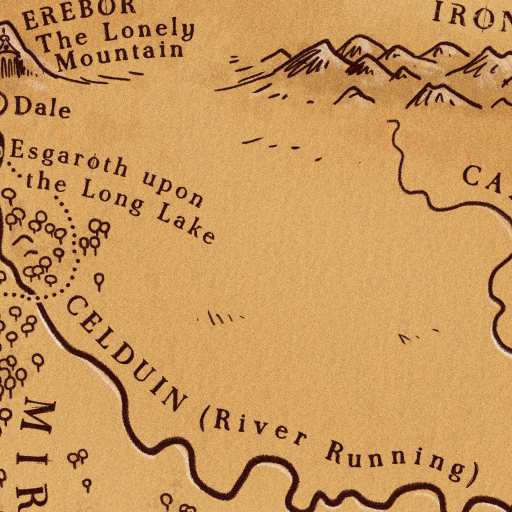 EREBOR
The Lonely
Mountain
Dale
Esgaroth upon
the Long Lake
CELDUIN (River Running)